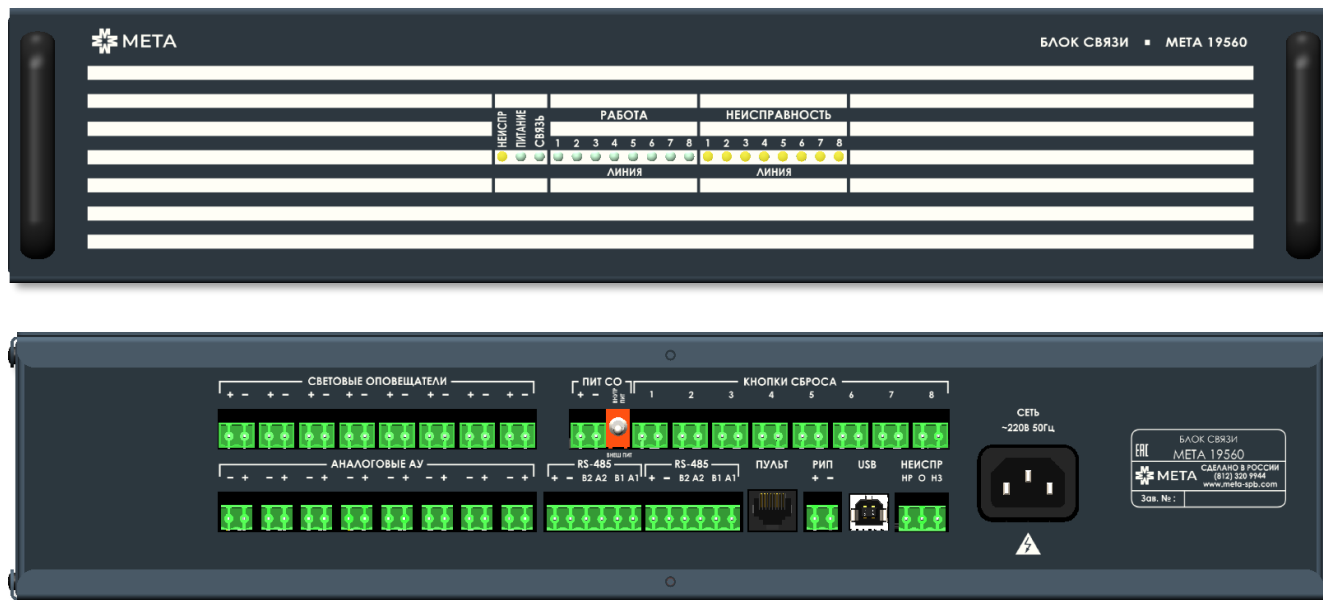 META
БЛОК СВЯЗИ ▪ META 19560
НЕИСПР ПИТАНИЕ СВЯЗЬ
РАБОТА НЕИСПРАВНОСТЬ
1 2 3 4 5 6 7 8 1 2 3 4 5 6 7 8
ЛИНИЯ ЛИНИЯ
СВЕТОВЫЕ ОПОВЕЩАТЕЛИ ПИТ СО КНОПКИ СБРОСА
+ - + - + - + - + - + - + - + - + - ВНУТР ПИТ 1 2 3 4 5 6 7 8
ВНЕШ ПИТ
СЕТЬ
~220В 50Гц
АНАЛОГОВЫЕ АУ RS-485 RS-485 ПУЛЬТ РИП USB НЕИСПР
- + - + - + - + - + - + - + - + + - B2 A2 B1 A1 + - B2 A2 B1 A1 + - НР О НЗ
EAC
БЛОК СВЯЗИ
META 19560
META
СДЕЛАНО В РОССИИ
(812) 320 9944
www.meta-spb.com
Зав. №: